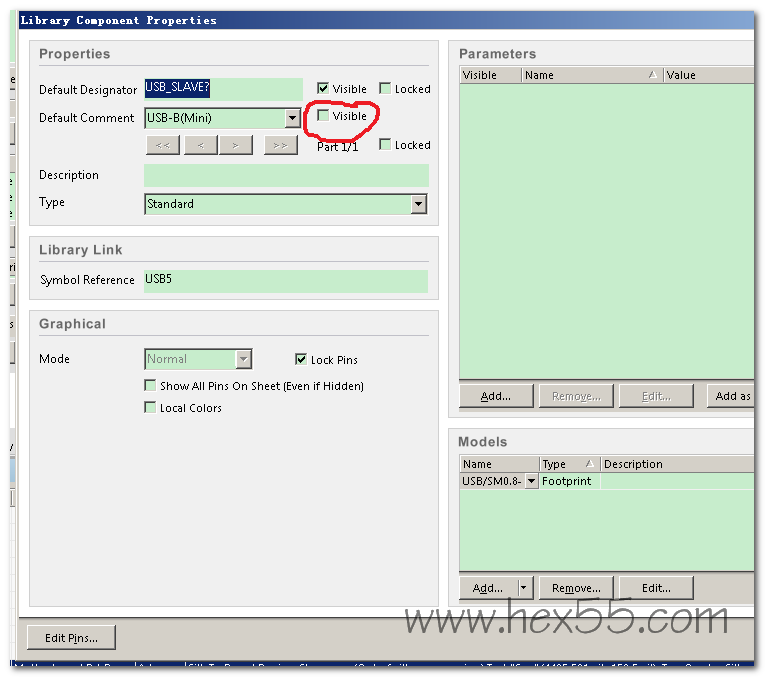 Library Component Properties
Properties
Default Designator USB_SLAVE? Visible Locked
Default Comment USB-B(Mini) Visible
<< < > >> Part 1/1 Locked
Description
Type Standard
Library Link
Symbol Reference USB5
Graphical
Mode Normal Lock Pins
Show All Pins On Sheet (Even if Hidden)
Local Colors
Parameters
Visible Name Value
Add... Remove... Edit... Add as
Models
Name Type Description
USB/SM0.8- Footprint
Add... Remove... Edit...
www.hex55.com
Edit Pins...